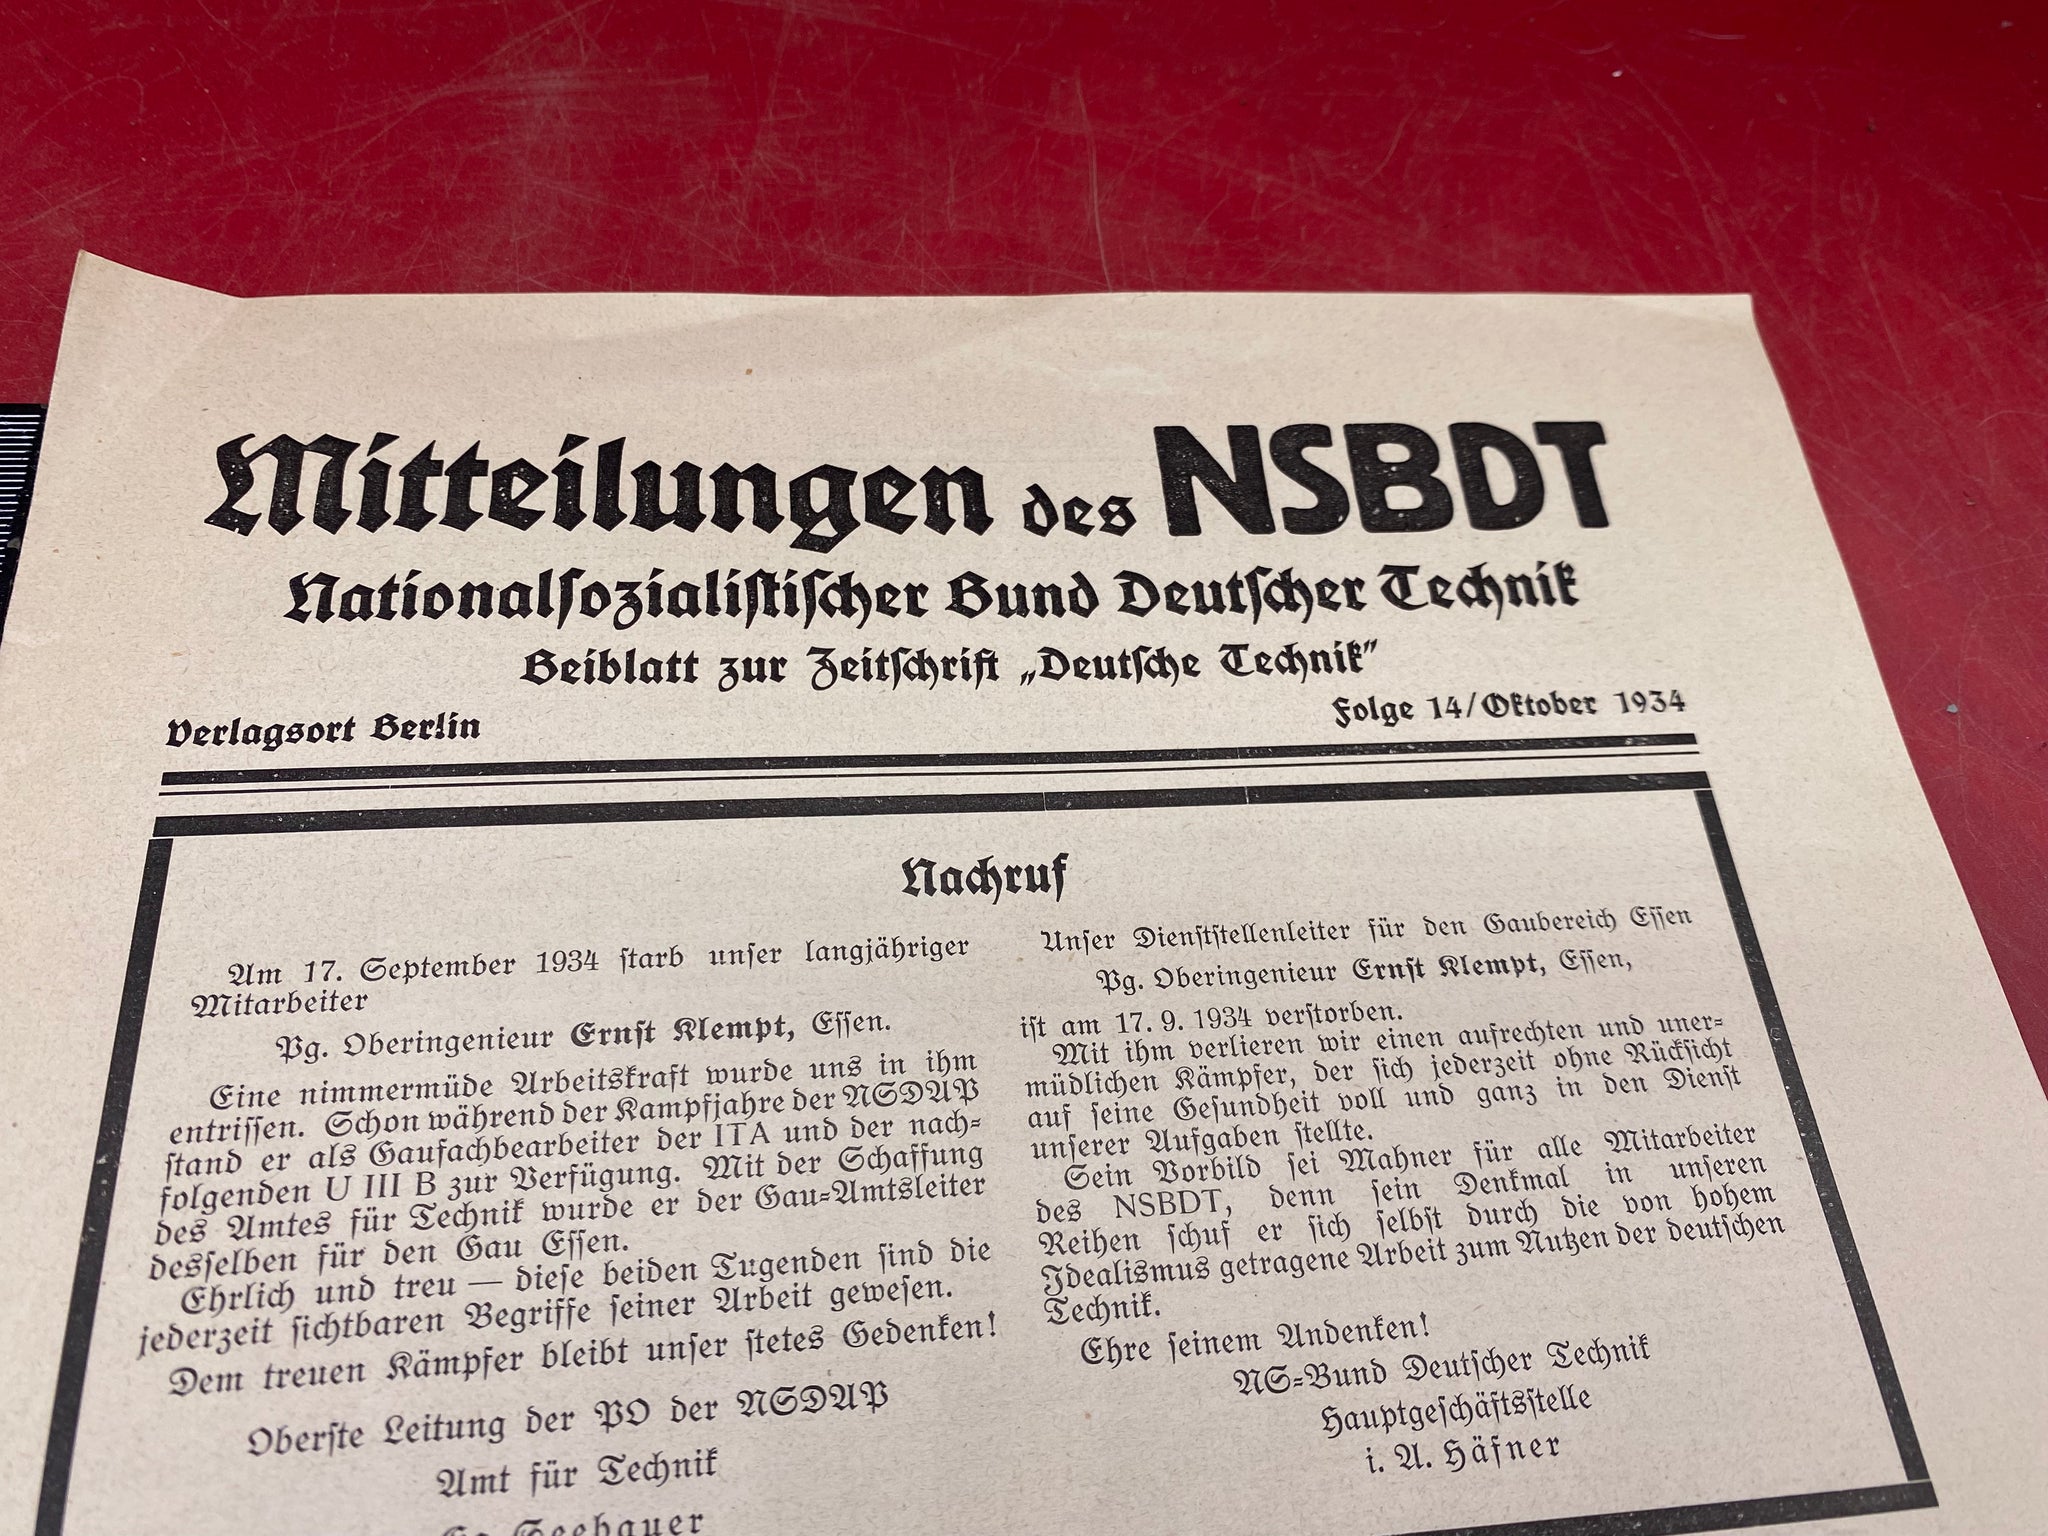 Mitteilungen des NSBDT
Nationalsozialistischer Bund Deutscher Technik
Beiblatt zur Zeitschrift „Deutsche Technik“
Verlagsort Berlin
Folge 14/Oktober 1934
Nachruf
Am 17. September 1934 starb unser langjähriger
Mitarbeiter
Pg. Oberingenieur Ernst Klempt, Essen.
Eine nimmermüde Arbeitskraft wurde uns in ihm
entrissen. Schon während der Kampfjahre der NSDAP
stand er als Gaufachbearbeiter der ITA und der nach-
folgenden U III B zur Verfügung. Mit der Schaffung
des Amtes für Technik wurde er der Gau-Amtsleiter
desselben für den Gau Essen.
Ehrlich und treu — diese beiden Tugenden sind die
jederzeit sichtbaren Begriffe seiner Arbeit gewesen.
Dem treuen Kämpfer bleibt unser stetes Gedenken!
Oberste Leitung der PO der NSDAP
Amt für Technik
Seebauer
Unser Dienststellenleiter für den Gaubereich Essen
Pg. Oberingenieur Ernst Klempt, Essen,
ist am 17. 9. 1934 verstorben.
Mit ihm verlieren wir einen aufrechten und uner-
müdlichen Kämpfer, der sich jederzeit ohne Rücksicht
auf seine Gesundheit voll und ganz in den Dienst
unserer Aufgaben stellte.
Sein Vorbild sei Mahner für alle Mitarbeiter
des NSBDT, denn sein Denkmal in unseren
Reihen schuf er sich selbst durch die von hohem
Idealismus getragene Arbeit zum Nutzen der deutschen
Technik.
Ehre seinem Andenken!
NS-Bund Deutscher Technik
Hauptgeschäftsstelle
i. A. Häfner